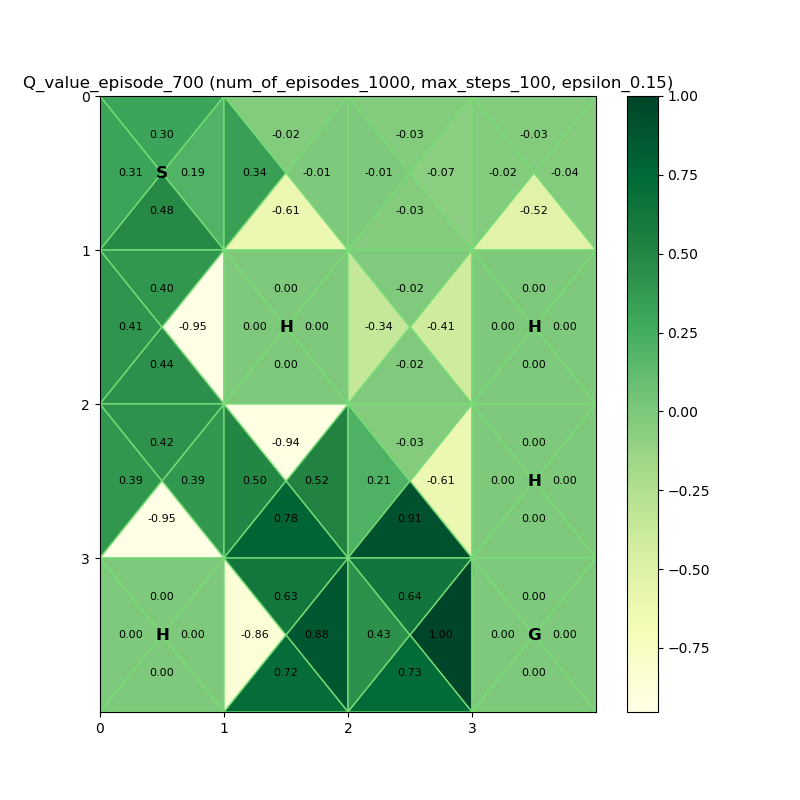 Q_value_episode_700 (num_of_episodes_1000, max_steps_100, epsilon_0.15)
0 1.00
0.30 -0.02 -0.03 -0.03
0.31 S 0.19 0.34 -0.01 -0.01 -0.07 -0.02 -0.04
0.75
0.48 -0.61 -0.03 -0.52
1 0.50
0.40 0.00 -0.02 0.00
0.41 -0.95 0.00 H 0.00 -0.34 -0.41 0.00 H 0.00
0.25
0.44 0.00 -0.02 0.00
2 0.00
0.42 -0.94 -0.03 0.00
0.39 0.39 0.50 0.52 0.21 -0.61 0.00 H 0.00
−0.25
-0.95 0.78 0.91 0.00
3 −0.50
0.00 0.63 0.64 0.00
0.00 H 0.00 -0.86 0.88 0.43 1.00 0.00 G 0.00
−0.75
0.00 0.72 0.73 0.00
0 1 2 3